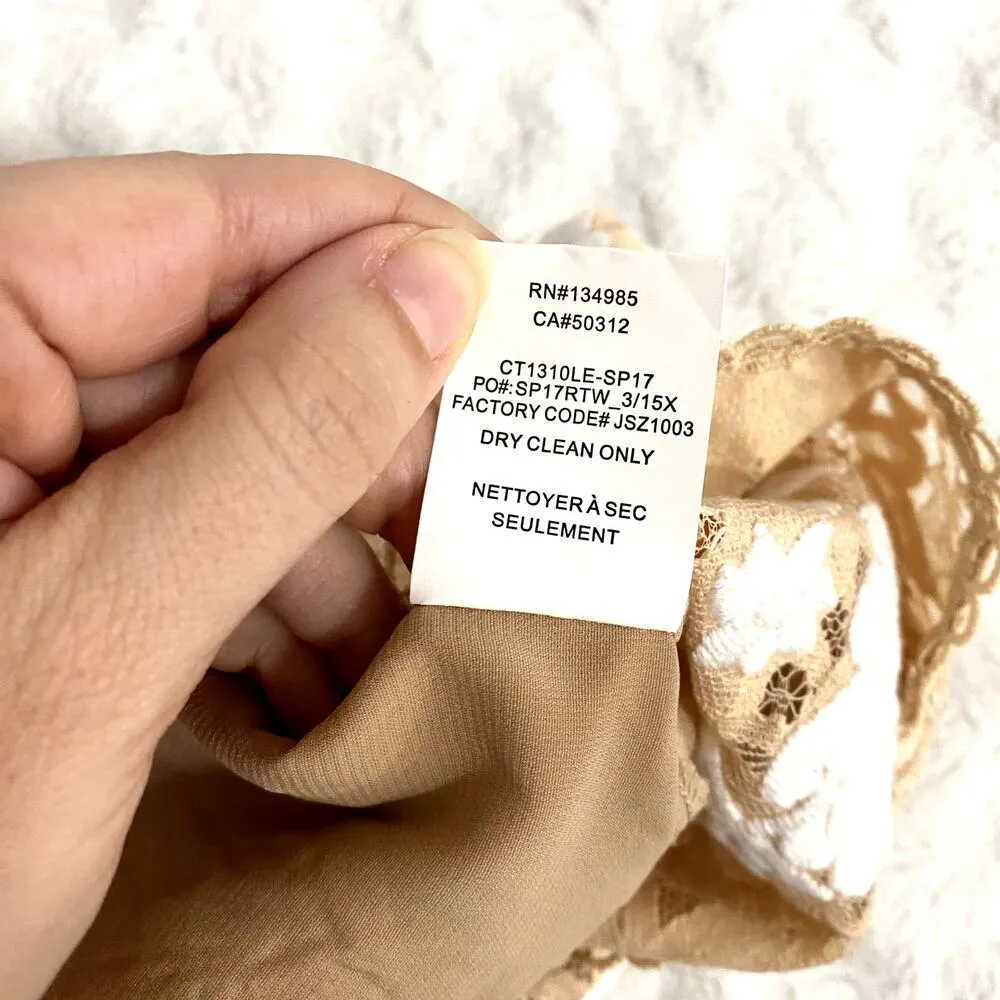 RN#134985
CA#50312
CT1310LE-SP17
PO#:SP17RTW_3/15X
FACTORY CODE# JSZ1003
DRY CLEAN ONLY
NETTOYER À SEC
SEULEMENT